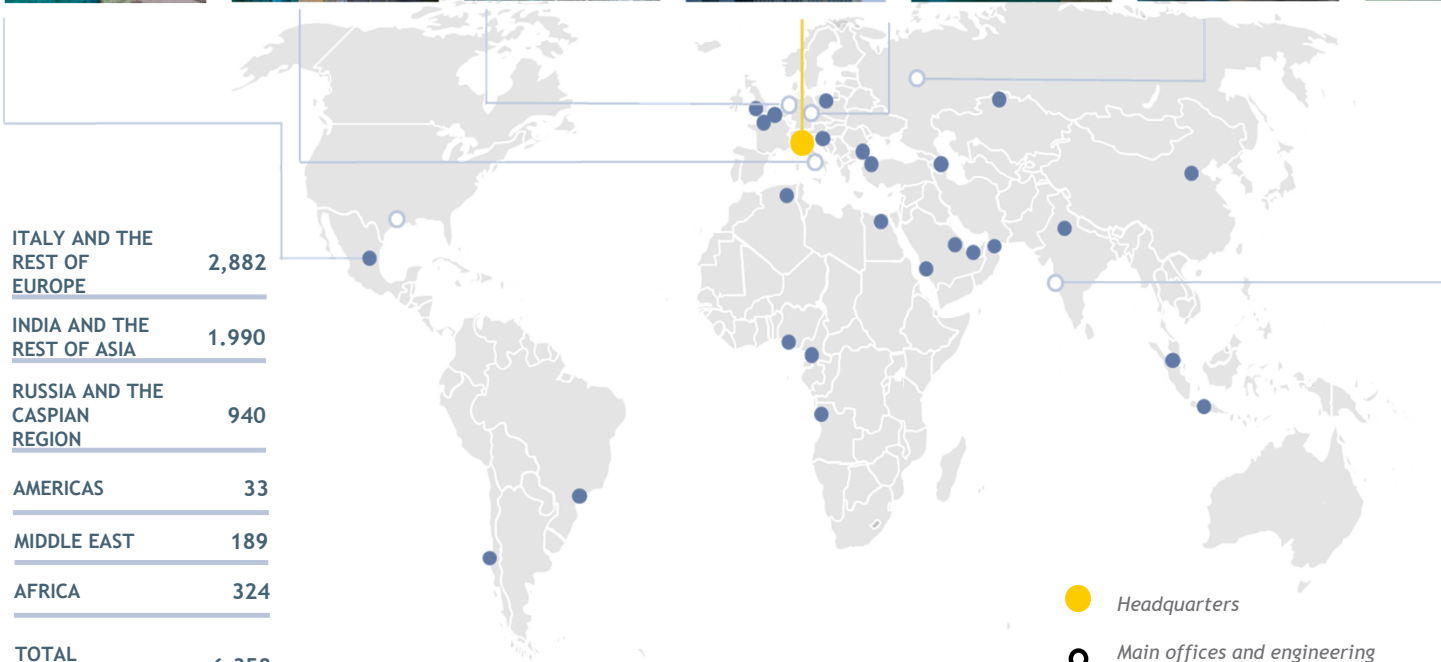 ITALY AND THE
REST OF
EUROPE
2,882
INDIA AND THE
REST OF ASIA
1.990
RUSSIA AND THE
CASPIAN
REGION
940
AMERICAS
33
MIDDLE EAST
189
AFRICA
324
TOTAL
Headquarters
Main offices and engineering